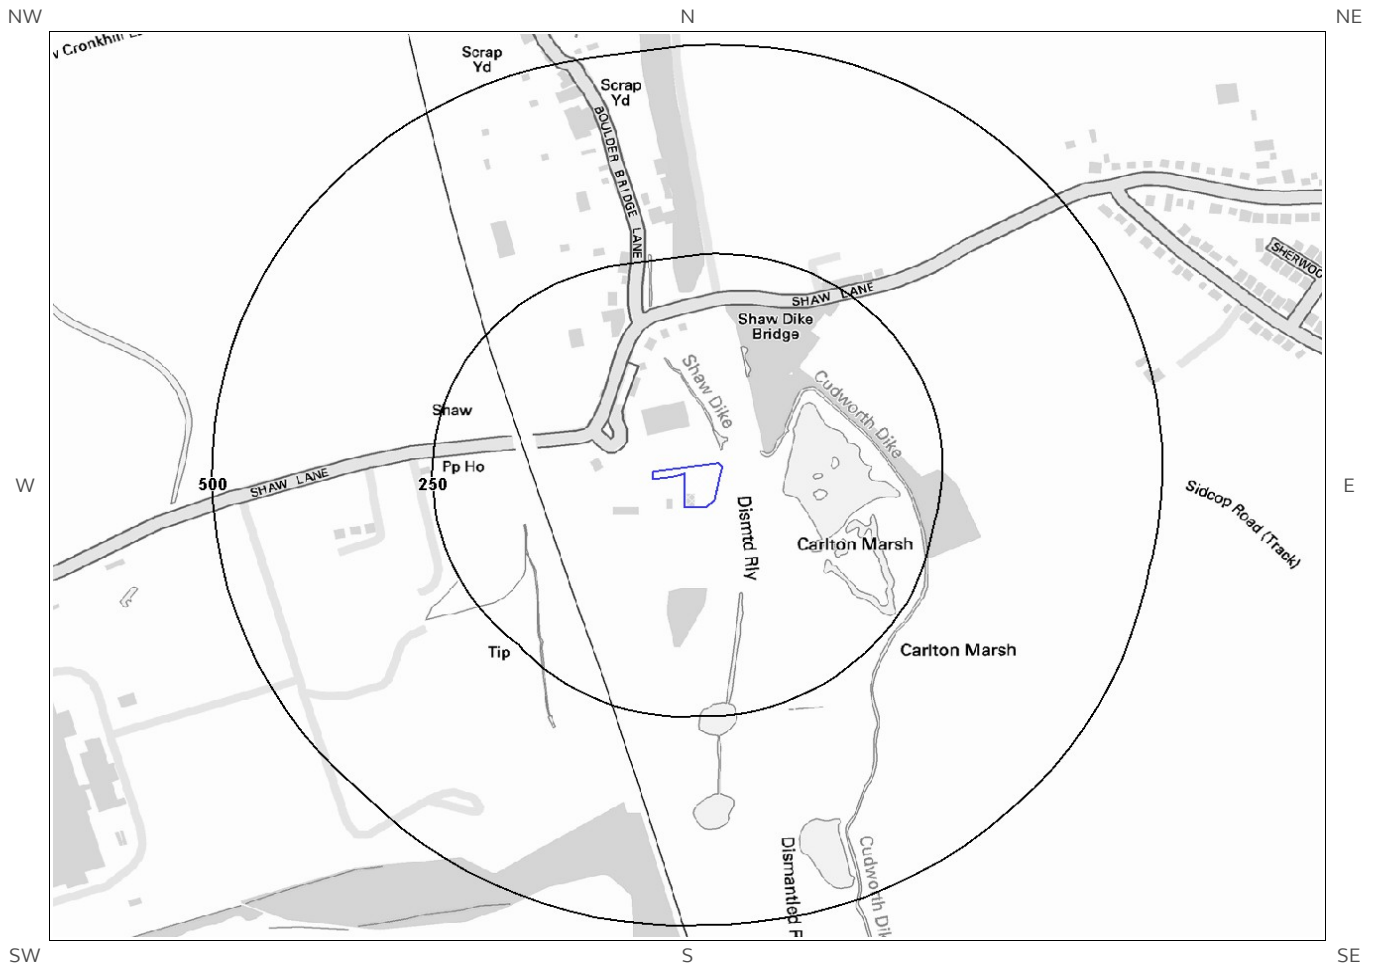 NW
N
NE
Scrap
Yd
Scrap
Yd
BOULDER BRIDGE LANE
SHERWOO
SHAW LANE
Shaw Dike
Bridge
Shaw Dike
Cudworth Dike
Shaw
Pp Ho
W
500
SHAW LANE
250
E
Sidcop Road (Track)
Dismtd Rly
Carlton Marsh
Tip
Carlton Marsh
Dismantled R
Cudworth Dik
SW
S
SE